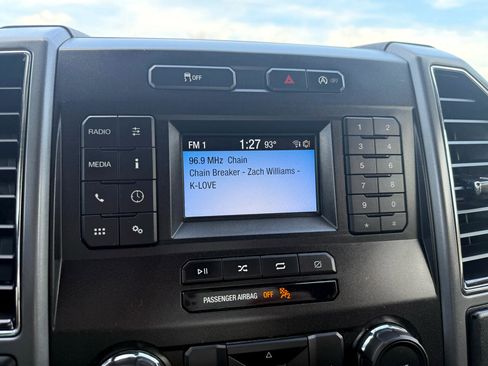 OFF
OFF
RADIO
MEDIA
i
FM 1 1:27 93°
96.9 MHz Chain
Chain Breaker - Zach Williams -
K-LOVE
1 2
3 4
5 6
7 8
9 0
* #
PASSENGER AIRBAG OFF 2